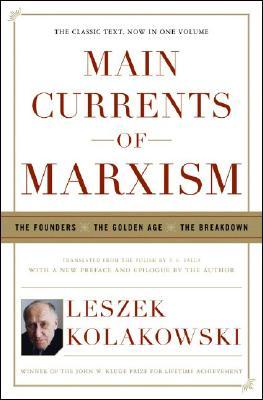 THE CLASSIC TEXT, NOW IN ONE VOLUME
MAIN
CURRENTS
OF
MARXISM
THE FOUNDERS THE GOLDEN AGE THE BREAKDOWN
TRANSLATED FROM THE POLISH BY P. S. FALLA
WITH A NEW PREFACE AND EPILOGUE BY THE AUTHOR
LESZEK
KOLAKOWSKI
WINNER OF THE JOHN W. KLUGE PRIZE FOR LIFETIME ACHIEVEMENT